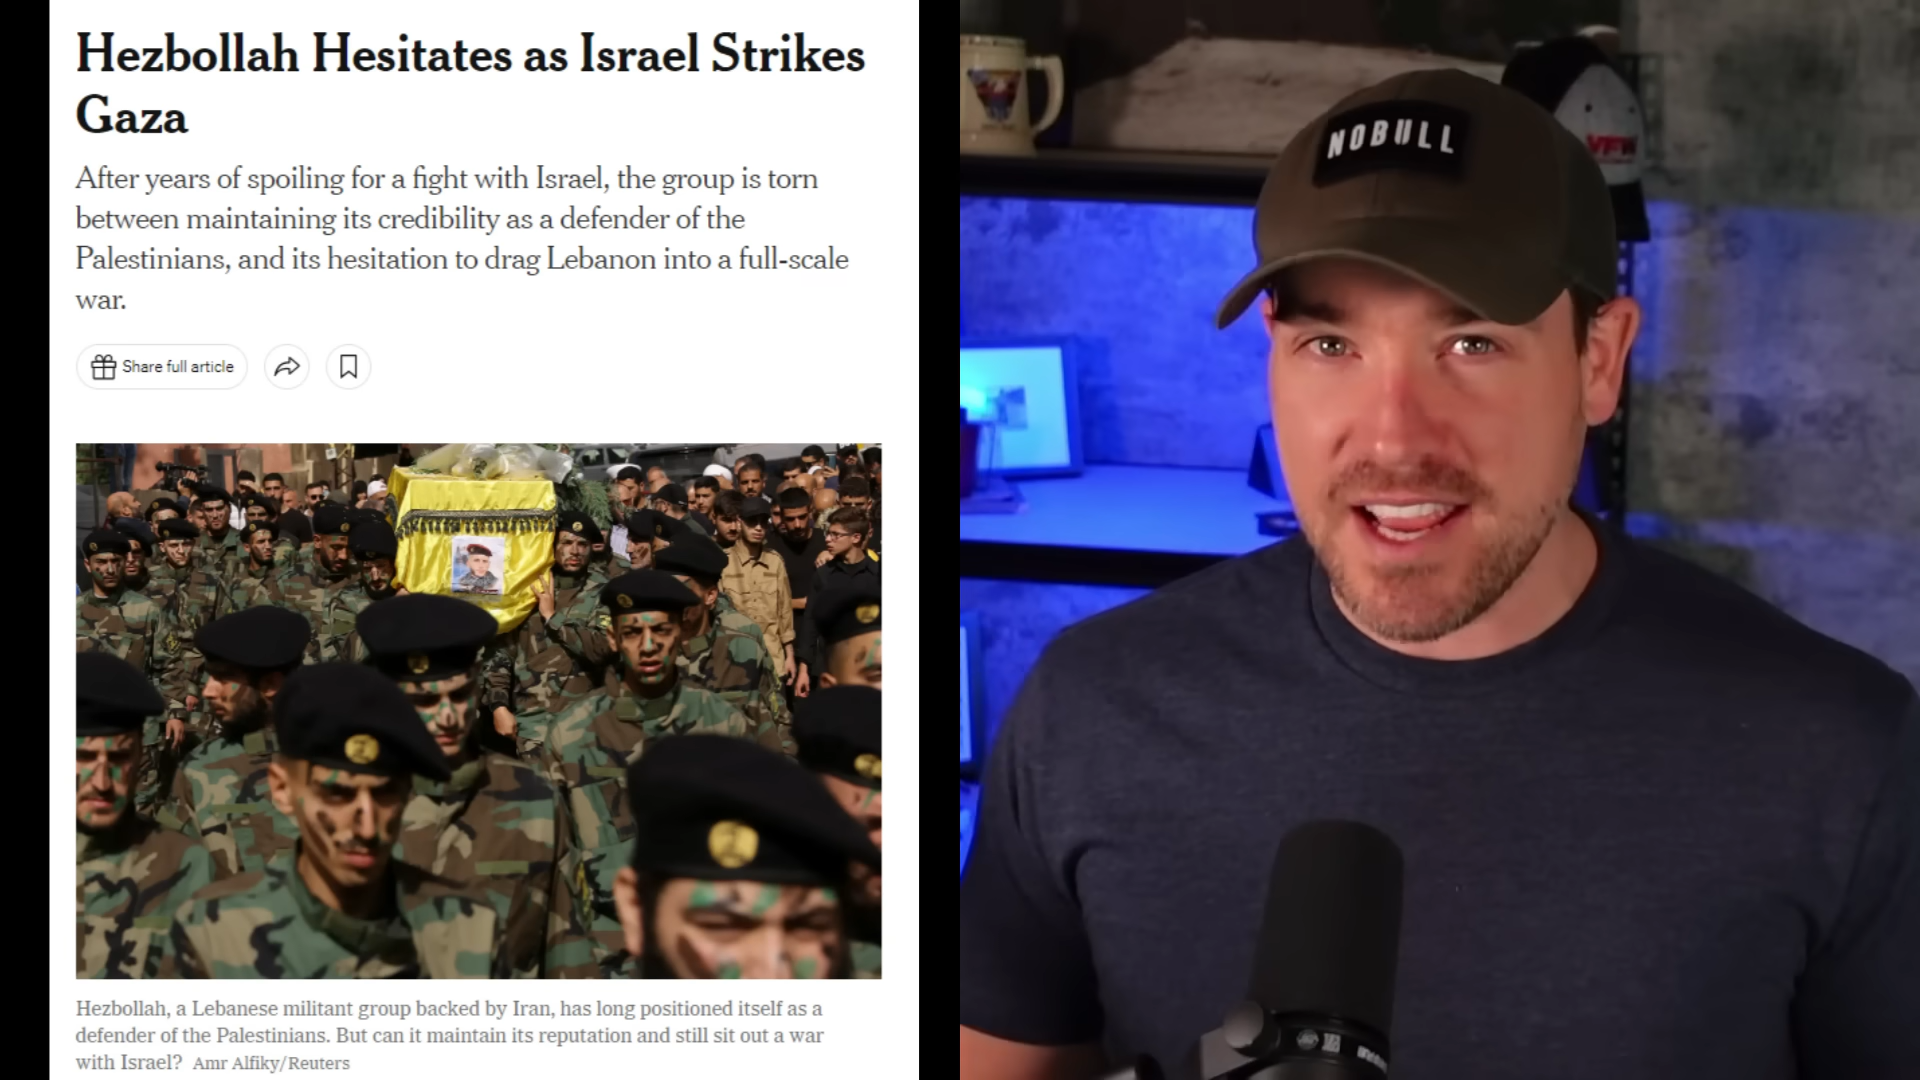 Hezbollah Hesitates as Israel Strikes
Gaza
After years of spoiling for a fight with Israel, the group is torn
between maintaining its credibility as a defender of the
Palestinians, and its hesitation to drag Lebanon into a full-scale
war.
Share full article
Hezbollah, a Lebanese militant group backed by Iran, has long positioned itself as a
defender of the Palestinians. But can it maintain its reputation and still sit out a war
with Israel? Amr Alfiky/Reuters
NOBULL
VFW